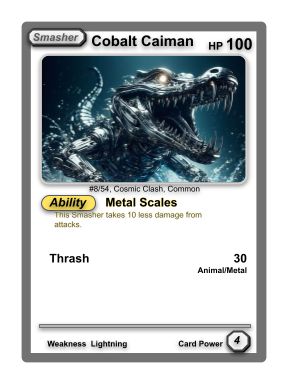 Smasher Cobalt Caiman HP 100
#8/54, Cosmic Clash, Common
Ability Metal Scales
This Smasher takes 10 less damage from
attacks.
Thrash 30
Animal/Metal
Weakness Lightning Card Power 4